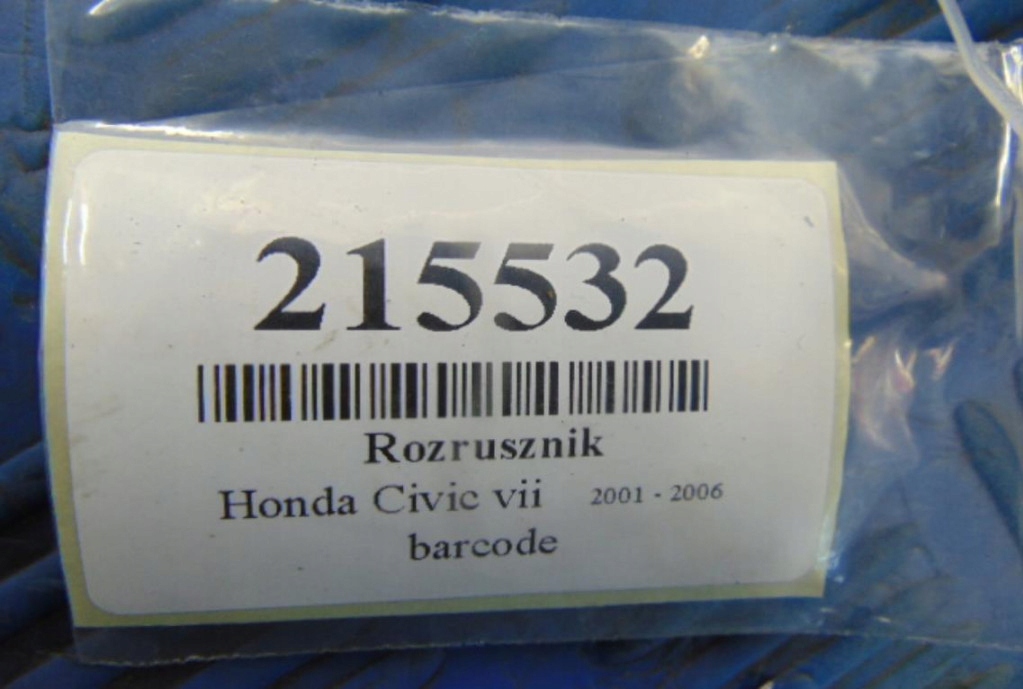 215532
Rozrusznik
Honda Civic vii 2001 - 2006
barcode